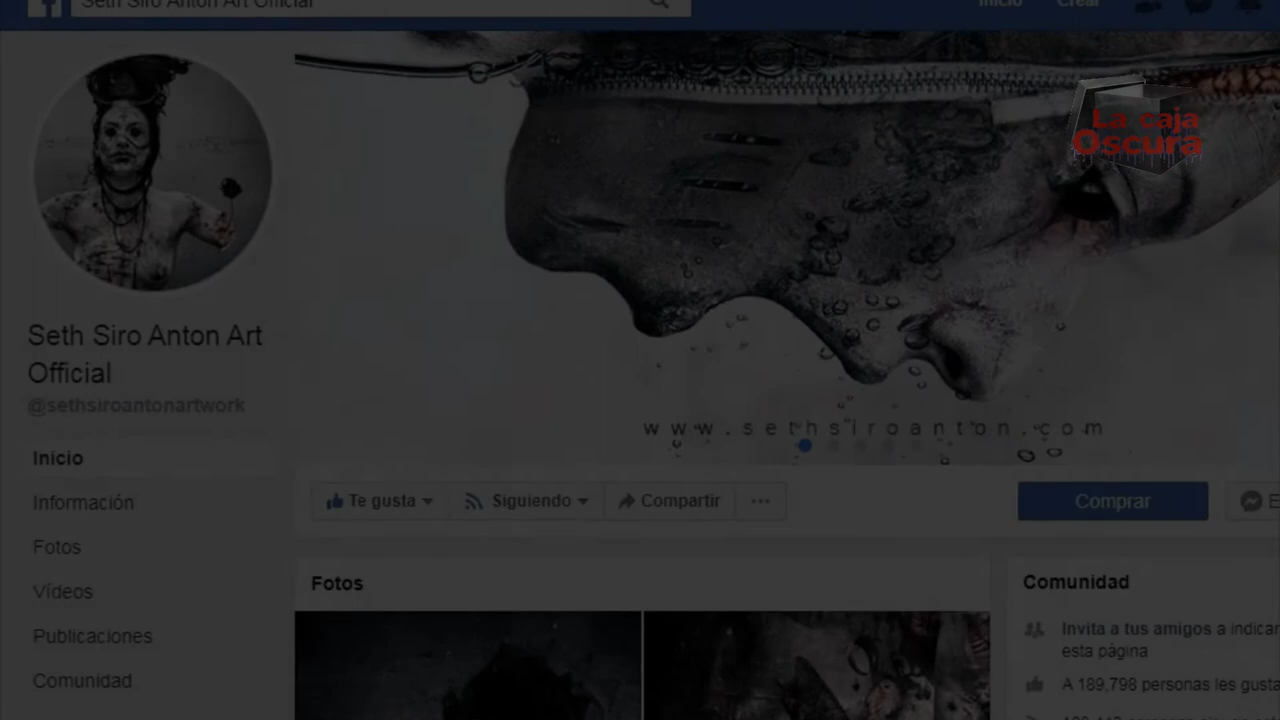 Seth Siro Anton Art Official
Inicio
Crear
La caja
Oscura
Seth Siro Anton Art
Official
@sethsiroantonartwork
www.sethsiroanton.com
Inicio
Información
Fotos
Vídeos
Publicaciones
Comunidad
Te gusta
Siguiendo
Compartir
Comprar
Fotos
Comunidad
Invita a tus amigos a indicar
esta página
A 189,798 personas les gusta